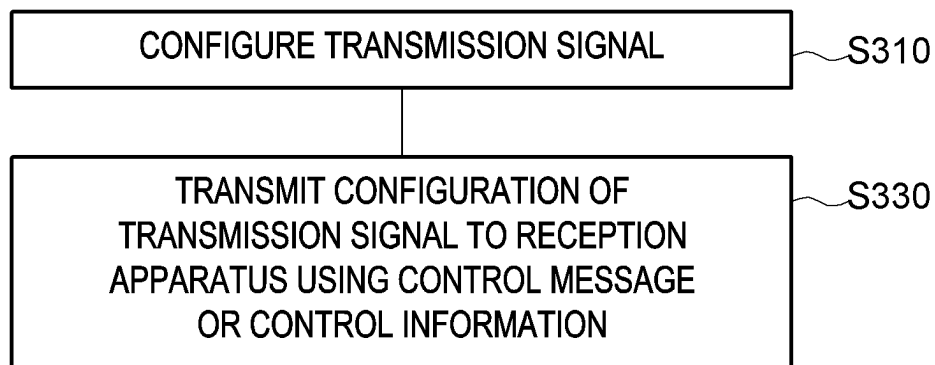 CONFIGURE TRANSMISSION SIGNAL
S310
TRANSMIT CONFIGURATION OF
S330
TRANSMISSION SIGNAL TO RECEPTION
APPARATUS USING CONTROL MESSAGE
OR CONTROL INFORMATION